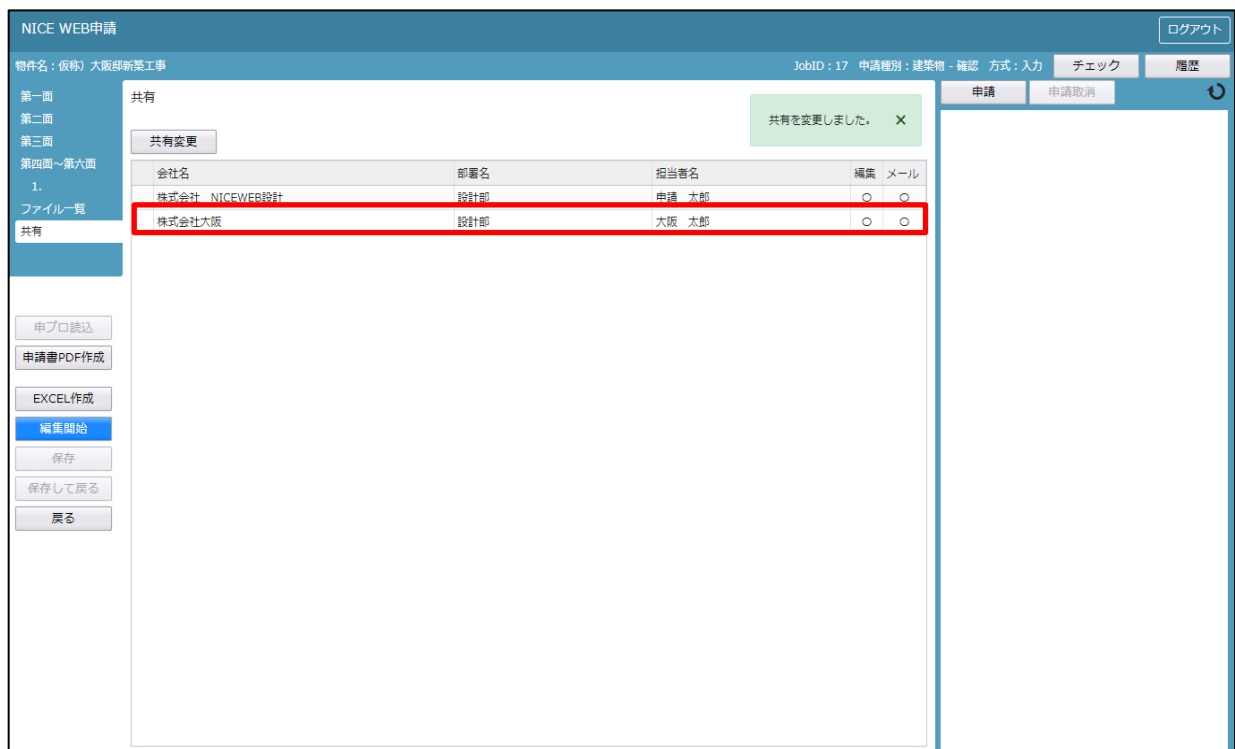 NICE WEB申請
ログアウト
物件名：仮称）大阪邸新築工事
JobID：17 申請種別：建築物 - 確認 方式：入力
チェック
履歴
第一面
第二面
第三面
第四面～第六面
1.
ファイル一覧
共有
申プロ読込
申請書PDF作成
EXCEL作成
編集開始
保存
保存して戻る
戻る
共有
共有を変更しました。 ×
共有変更
会社名 部署名 担当者名 編集 メール
株式会社　NICEWEB設計 設計部 申請　太郎 ○ ○
株式会社大阪 設計部 大阪　太郎 ○ ○
申請
申請取消